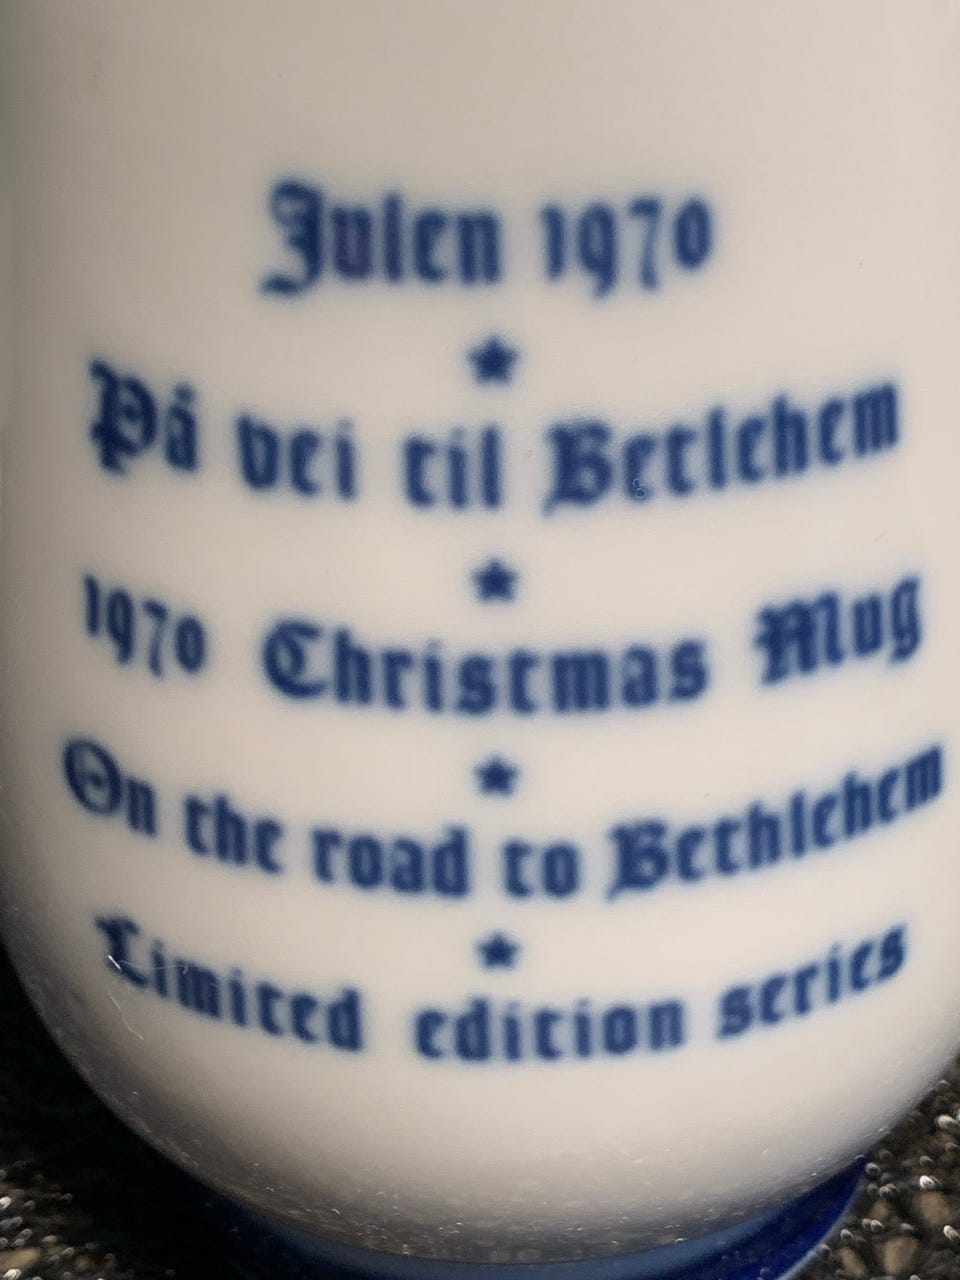 Julen 1970
På vei til Betlehem
1970 Christmas Mug
On the road to Bethlehem
Limited edition series